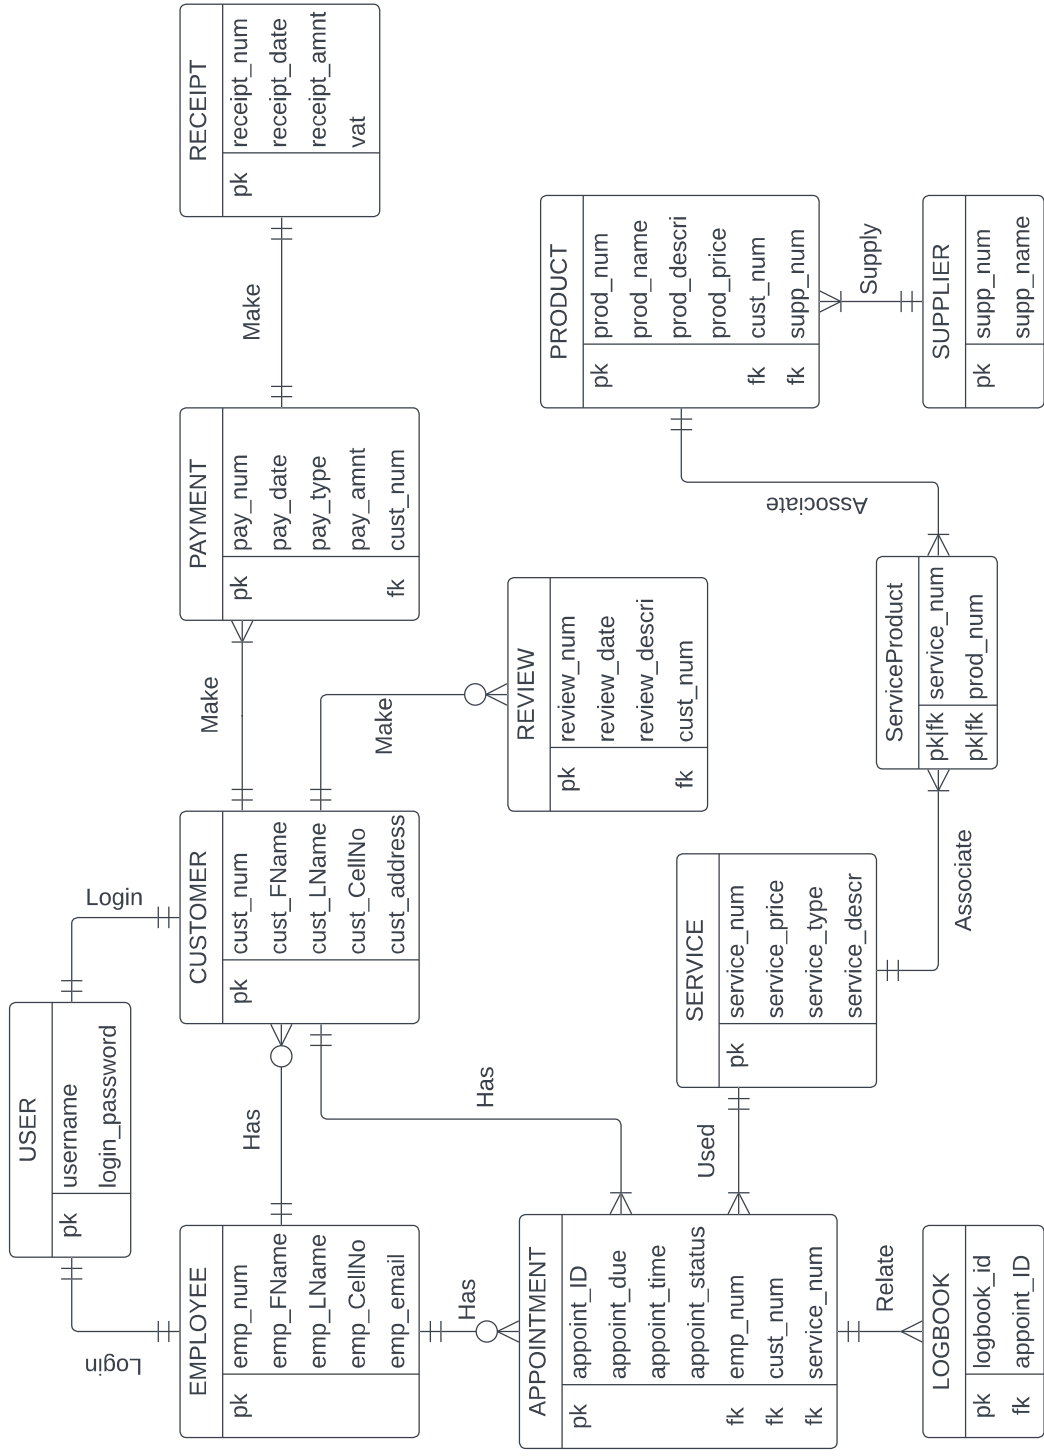 USER
pk username
login_password
Login
Login
EMPLOYEE
pk emp_num
emp_FName
emp_LName
emp_CellNo
emp_email
Has
CUSTOMER
pk cust_num
cust_FName
cust_LName
cust_CellNo
cust_address
Make
PAYMENT
pk pay_num
pay_date
pay_type
pay_amnt
fk cust_num
Make
RECEIPT
pk receipt_num
receipt_date
receipt_amnt
vat
Has
Has
Make
REVIEW
pk review_num
review_date
review_descri
fk cust_num
APPOINTMENT
pk appoint_ID
appoint_due
appoint_time
appoint_status
fk emp_num
fk cust_num
fk service_num
Used
SERVICE
pk service_num
service_price
service_type
service_descr
PRODUCT
pk prod_num
prod_name
prod_descri
prod_price
fk cust_num
fk supp_num
Associate
Associate
ServiceProduct
pk|fk service_num
pk|fk prod_num
Supply
SUPPLIER
pk supp_num
supp_name
Relate
LOGBOOK
pk logbook_id
fk appoint_ID